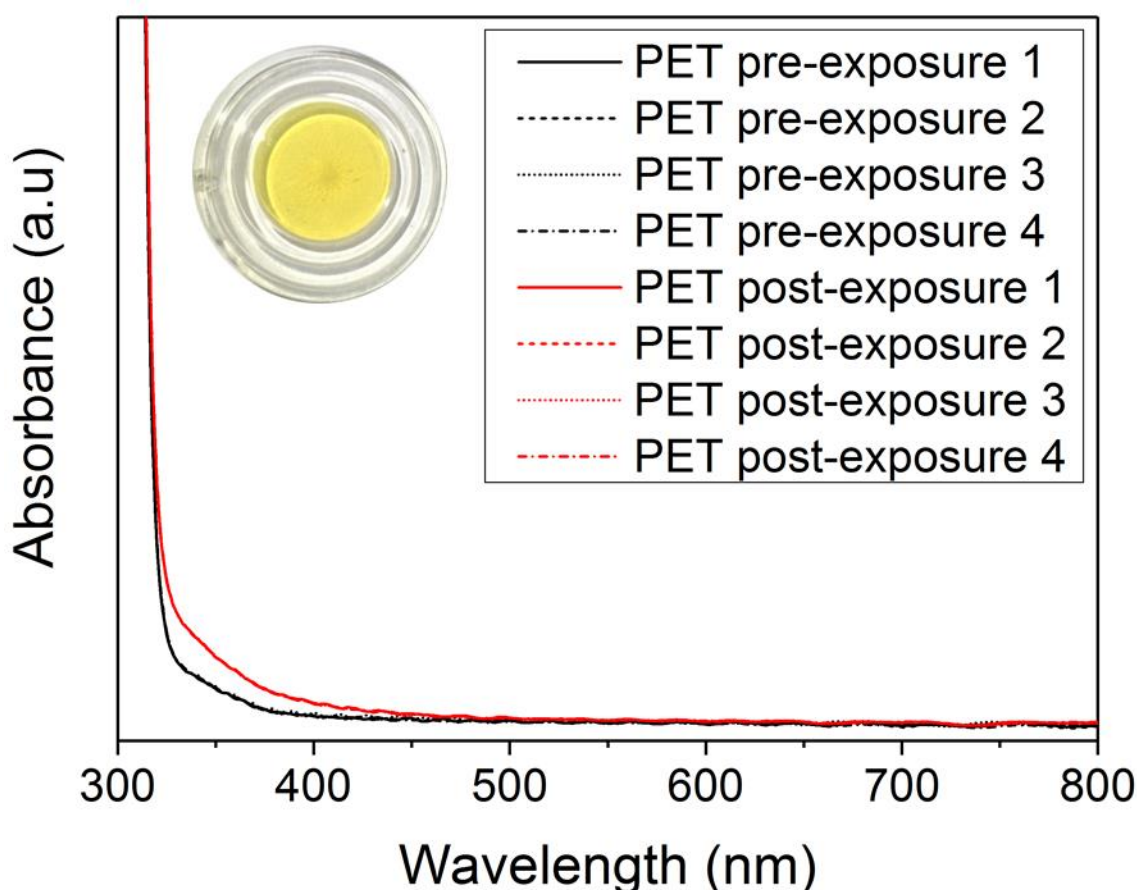 PET pre-exposure 1
PET pre-exposure 2
PET pre-exposure 3
PET pre-exposure 4
PET post-exposure 1
PET post-exposure 2
PET post-exposure 3
PET post-exposure 4
Absorbance (a.u)
300 400 500 600 700 800
Wavelength (nm)